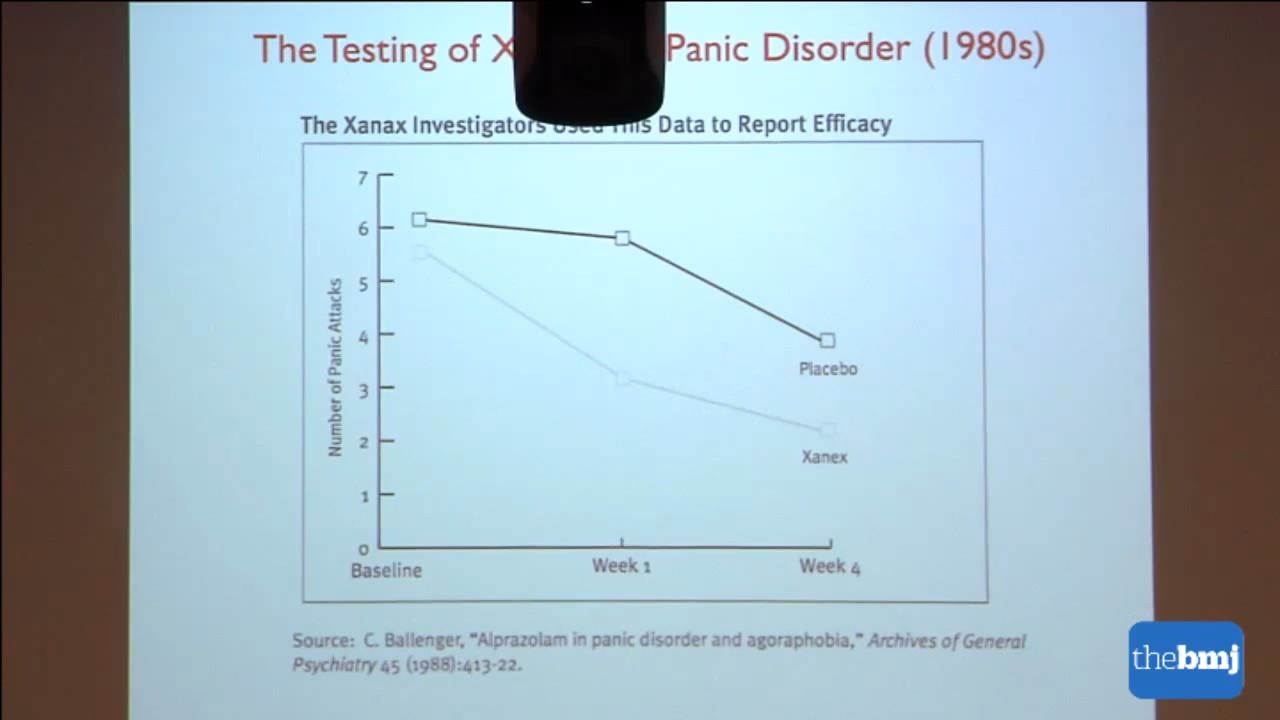 The Testing of X Panic Disorder (1980s)
The Xanax Investigators Used This Data to Report Efficacy
7
6
5
4
3
2
1
0
Number of Panic Attacks
Placebo
Xanex
Baseline
Week 1
Week 4
Source: C. Ballenger, “Alprazolam in panic disorder and agoraphobia,” Archives of General
Psychiatry 45 (1988):413-22.
thebmj